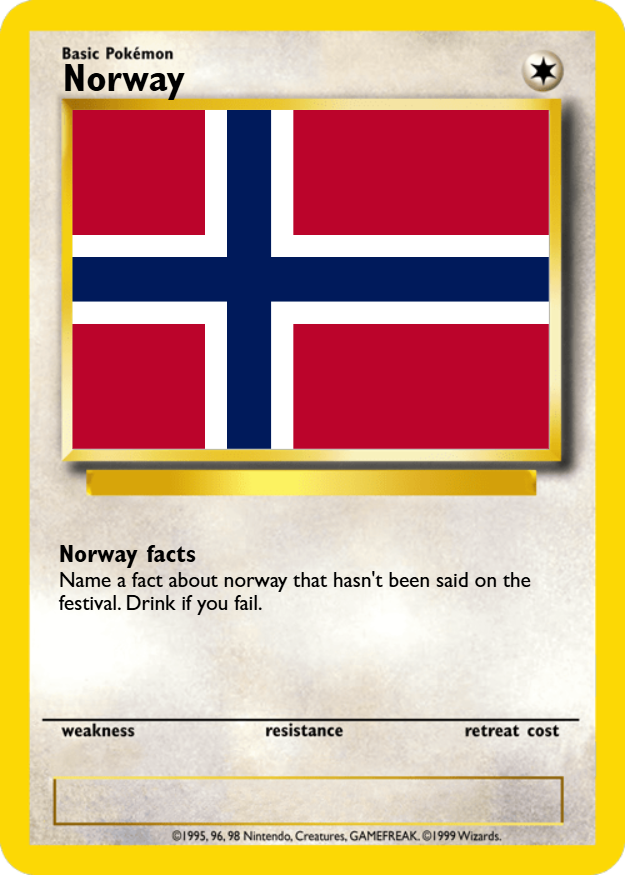 Basic Pokémon
Norway
Norway facts
Name a fact about norway that hasn't been said on the
festival. Drink if you fail.
weakness resistance retreat cost
©1995, 96, 98 Nintendo, Creatures, GAMEFREAK. ©1999 Wizards.